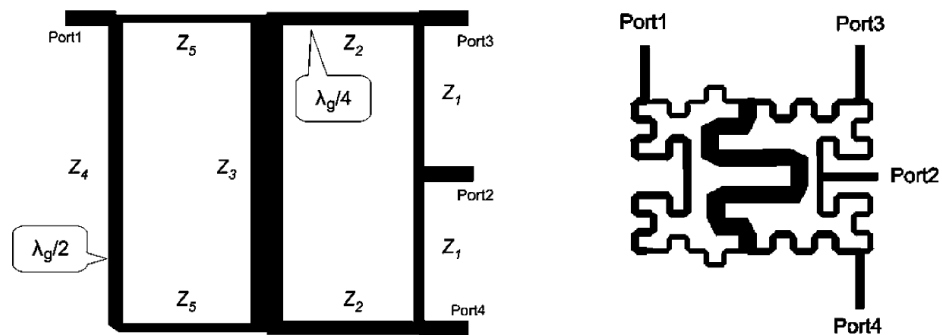 Port1
Z5
Z2
Port3
λg/4
Z1
Z4
Z3
Port2
λg/2
Z1
Z5
Z2
Port4
Port1
Port3
Port2
Port4